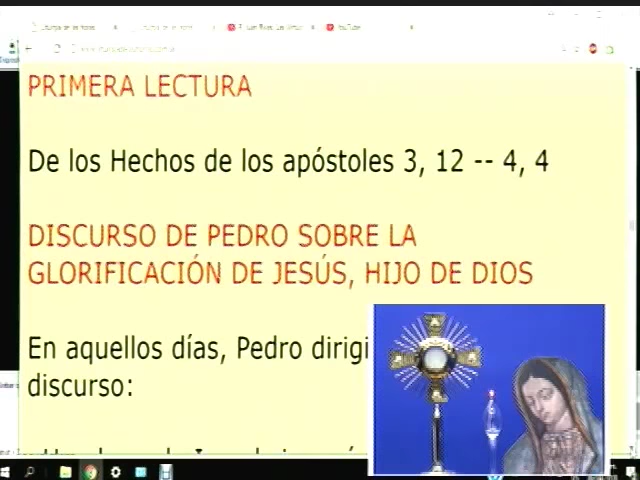 YouTube
PRIMERA LECTURA
De los Hechos de los apóstoles 3, 12 -- 4, 4
DISCURSO DE PEDRO SOBRE LA
GLORIFICACIÓN DE JESÚS, HIJO DE DIOS
En aquellos días, Pedro dirigi
discurso: